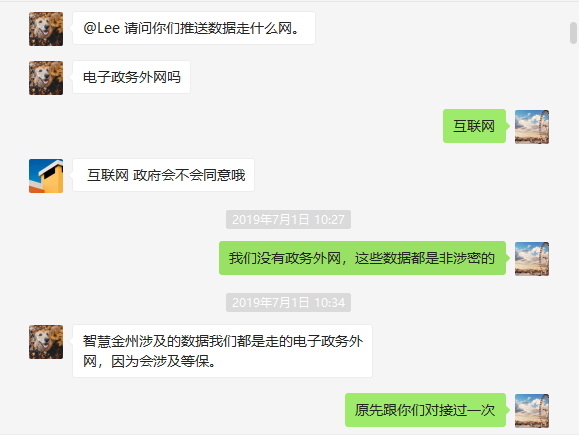 @Lee 请问你们推送数据走什么网。
电子政务外网吗
互联网
互联网 政府会不会同意哦
2019年7月1日 10:27
我们没有政务外网，这些数据都是非涉密的
2019年7月1日 10:34
智慧金州涉及的数据我们都是走的电子政务外
网，因为会涉及等保。
原先跟你们对接过一次